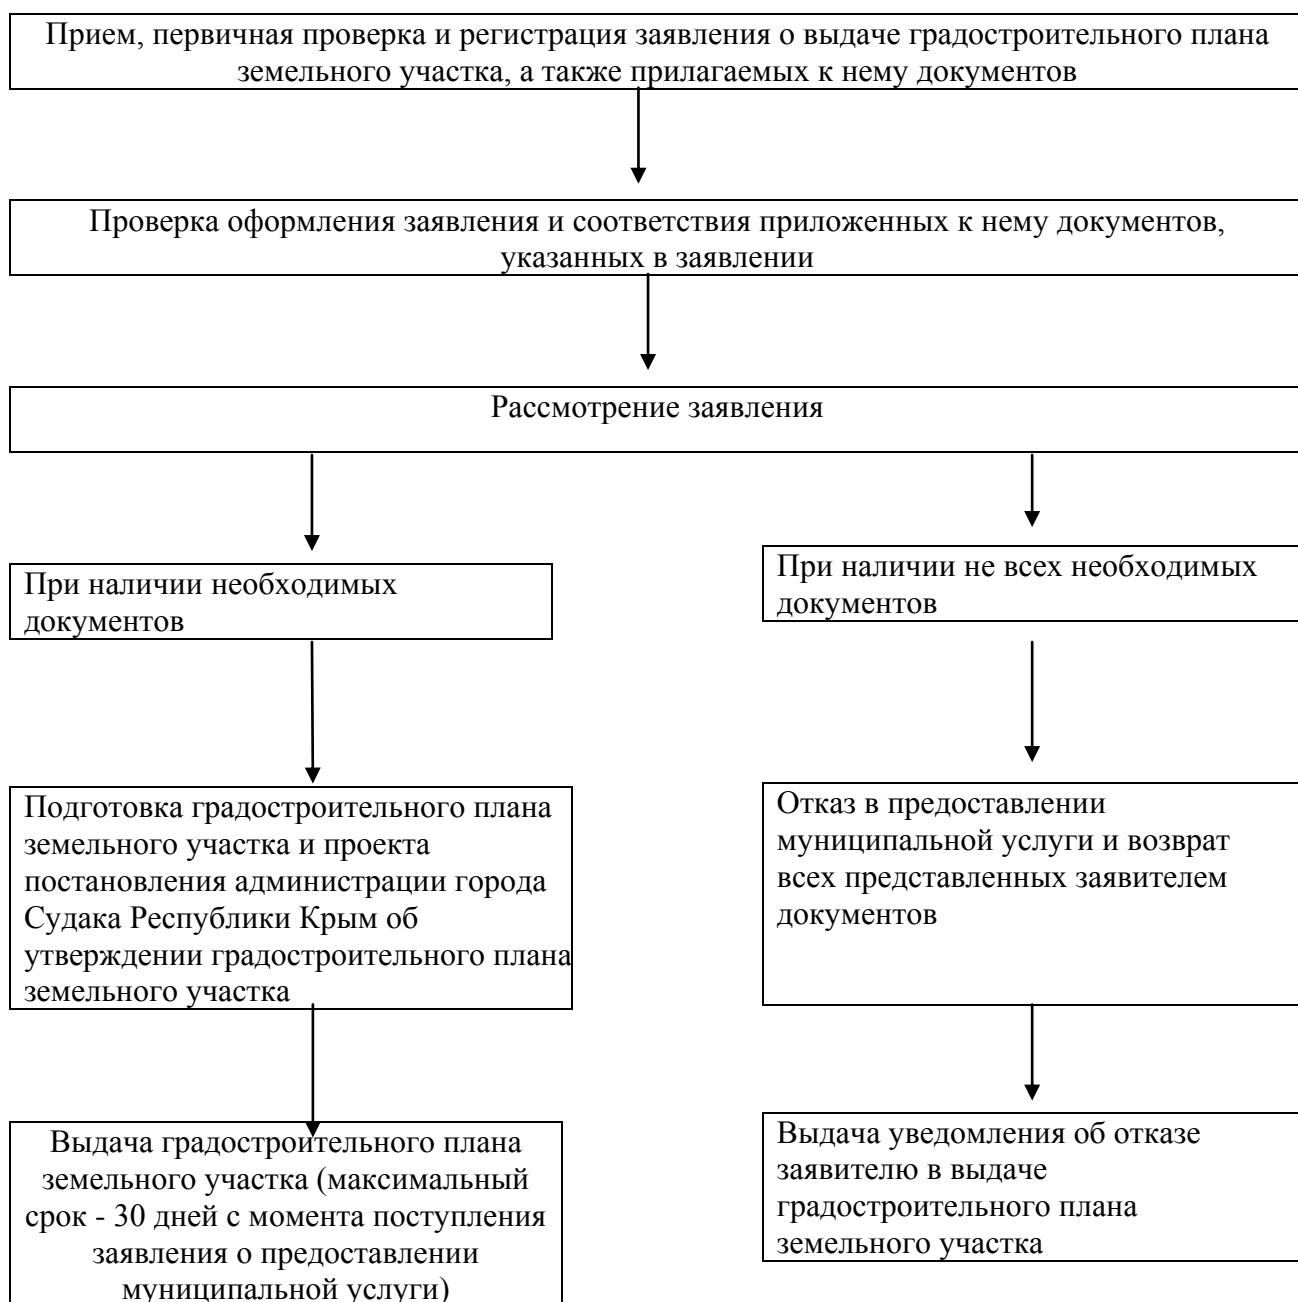 Прием, первичная проверка и регистрация заявления о выдаче градостроительного плана
земельного участка, а также прилагаемых к нему документов
Проверка оформления заявления и соответствия приложенных к нему документов,
указанных в заявлении
Рассмотрение заявления
При наличии необходимых
документов
При наличии не всех необходимых
документов
Подготовка градостроительного плана
земельного участка и проекта
постановления администрации города
Судака Республики Крым об
утверждении градостроительного плана
земельного участка
Отказ в предоставлении
муниципальной услуги и возврат
всех представленных заявителем
документов
Выдача градостроительного плана
земельного участка (максимальный
срок - 30 дней с момента поступления
заявления о предоставлении
муниципальной услуги)
Выдача уведомления об отказе
заявителю в выдаче
градостроительного плана
земельного участка